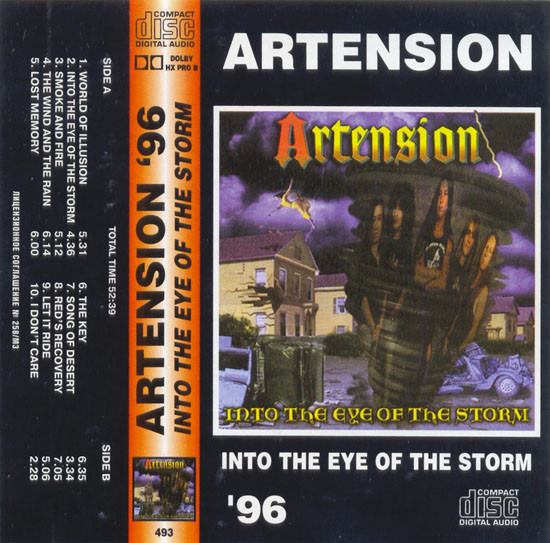 SIDE A
1. WORLD OF ILLUSION 5.31
2. INTO THE EYE OF THE STORM 4.36
3. SMOKE AND FIRE 5.12
4. THE WIND AND THE RAIN 6.14
5. LOST MEMORY 6.00
TOTAL TIME 52:39
SIDE B
6. THE KEY 6.35
7. SONG OF DESERT 3.34
8. RED'S RECOVERY 7.05
9. LET IT RIDE 5.06
10. I DON'T CARE 2.28
ЛИЦЕНЗИОННОЕ СОГЛАШЕНИЕ № 258/МЗ
COMPACT
disc
DIGITAL AUDIO
DOLBY
HX PRO B
ARTENSION '96
INTO THE EYE OF THE STORM
Artension
493
ARTENSION
Artension
INTO THE EYE OF THE STORM
INTO THE EYE OF THE STORM
'96
COMPACT
disc
DIGITAL AUDIO